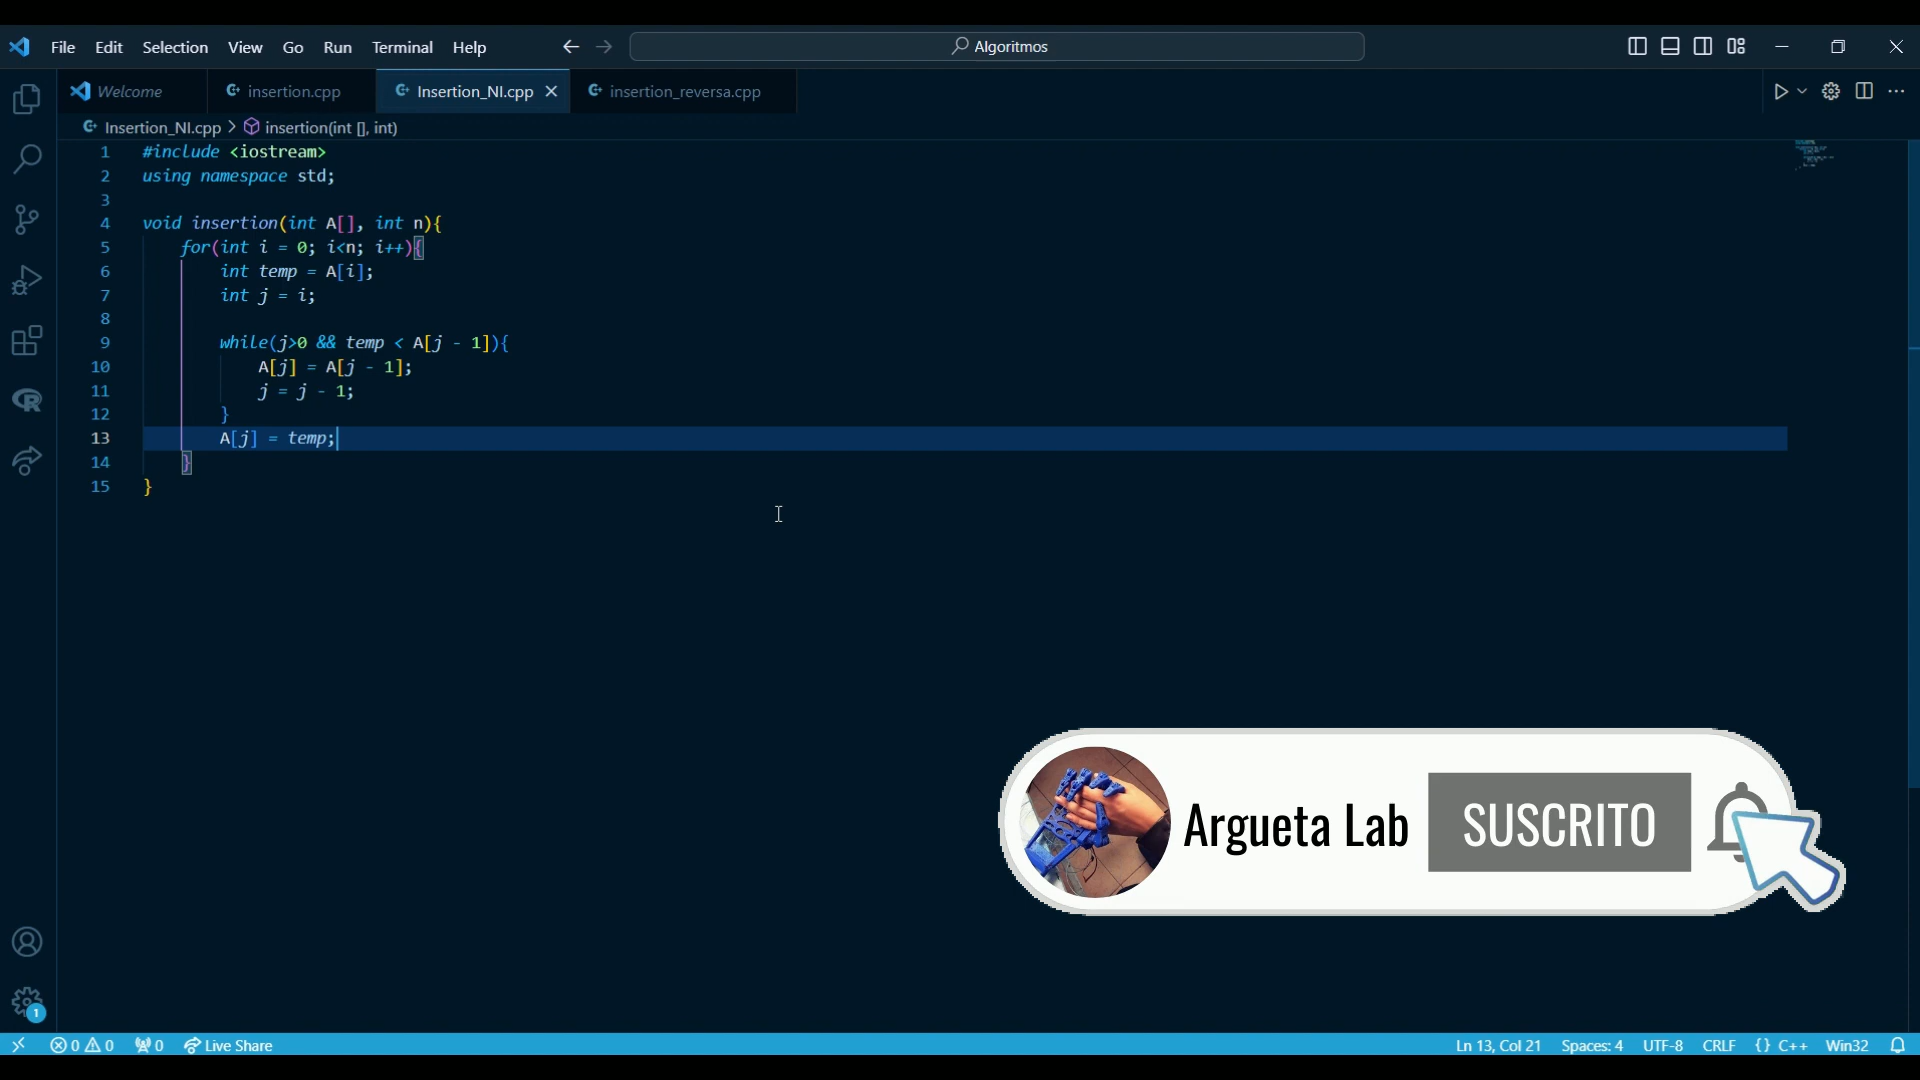 File Edit Selection View Go Run Terminal Help
Algoritmos
Welcome insertion.cpp Insertion_NI.cpp insertion_reversa.cpp
Insertion_NI.cpp > insertion(int [], int)
1 #include <iostream>
2 using namespace std;
3
4 void insertion(int A[], int n){
5 for(int i = 0; i<n; i++){
6 int temp = A[i];
7 int j = i;
8
9 while(j>0 && temp < A[j - 1]){
10 A[j] = A[j - 1];
11 j = j - 1;
12 }
13 A[j] = temp;
14 }
15 }
Argueta Lab SUSCRITO
1
0 0 0 Live Share Ln 13, Col 21 Spaces: 4 UTF-8 CRLF {} C++ Win32